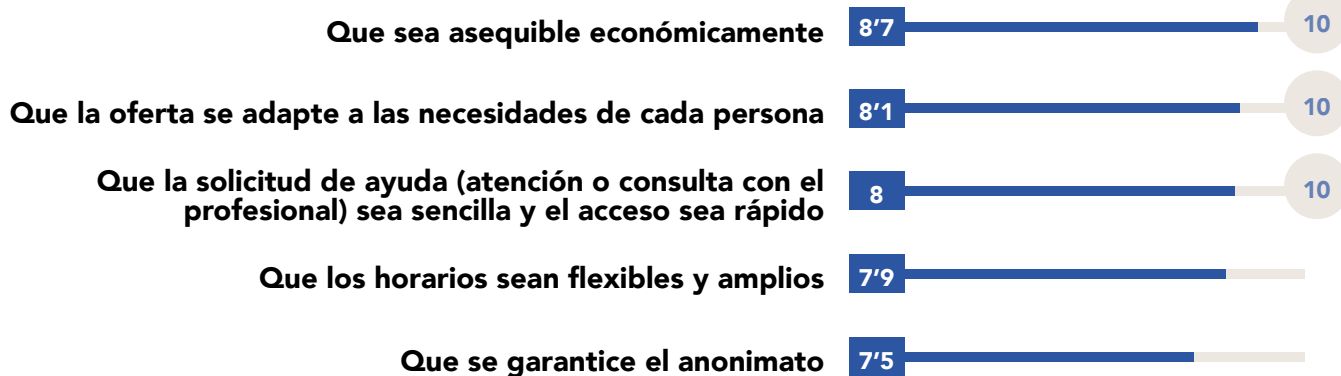 Que sea asequible económicamente 8'7 10
Que la oferta se adapte a las necesidades de cada persona 8'1 10
Que la solicitud de ayuda (atención o consulta con el
profesional) sea sencilla y el acceso sea rápido 8 10
Que los horarios sean flexibles y amplios 7'9
Que se garantice el anonimato 7'5